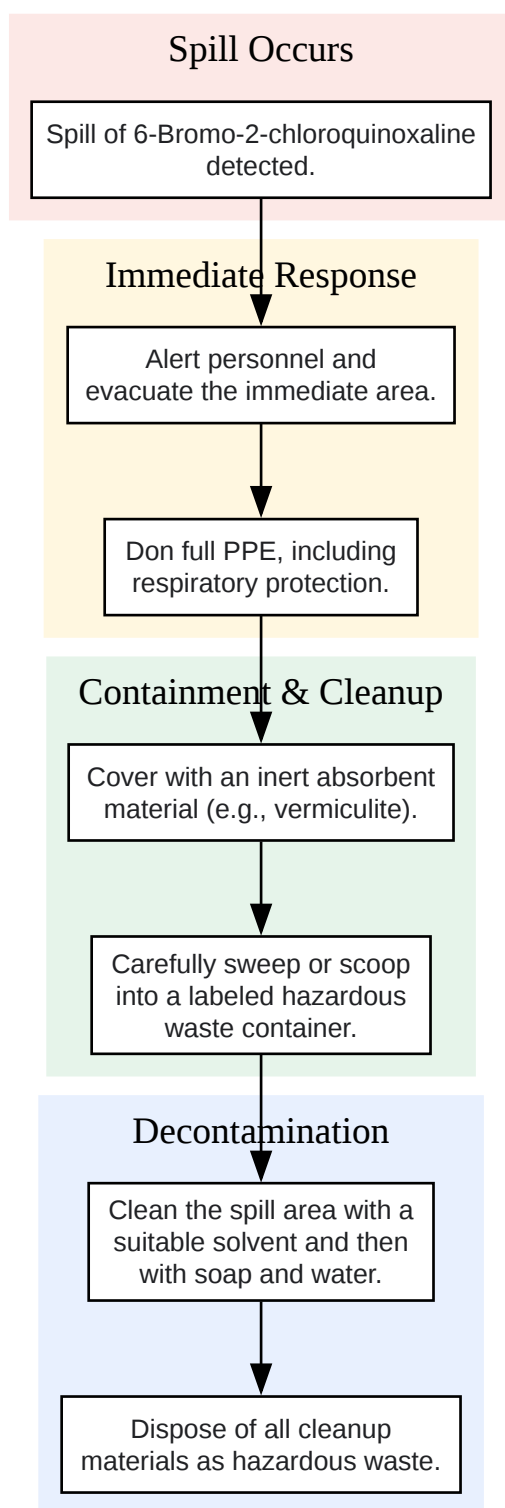 Spill Occurs
Spill of 6-Bromo-2-chloroquinoxaline
detected.
Immediate Response
Alert personnel and
evacuate the immediate area.
Don full PPE, including
respiratory protection.
Containment & Cleanup
Cover with an inert absorbent
material (e.g., vermiculite).
Carefully sweep or scoop
into a labeled hazardous
waste container.
Decontamination
Clean the spill area with a
suitable solvent and then
with soap and water.
Dispose of all cleanup
materials as hazardous waste.